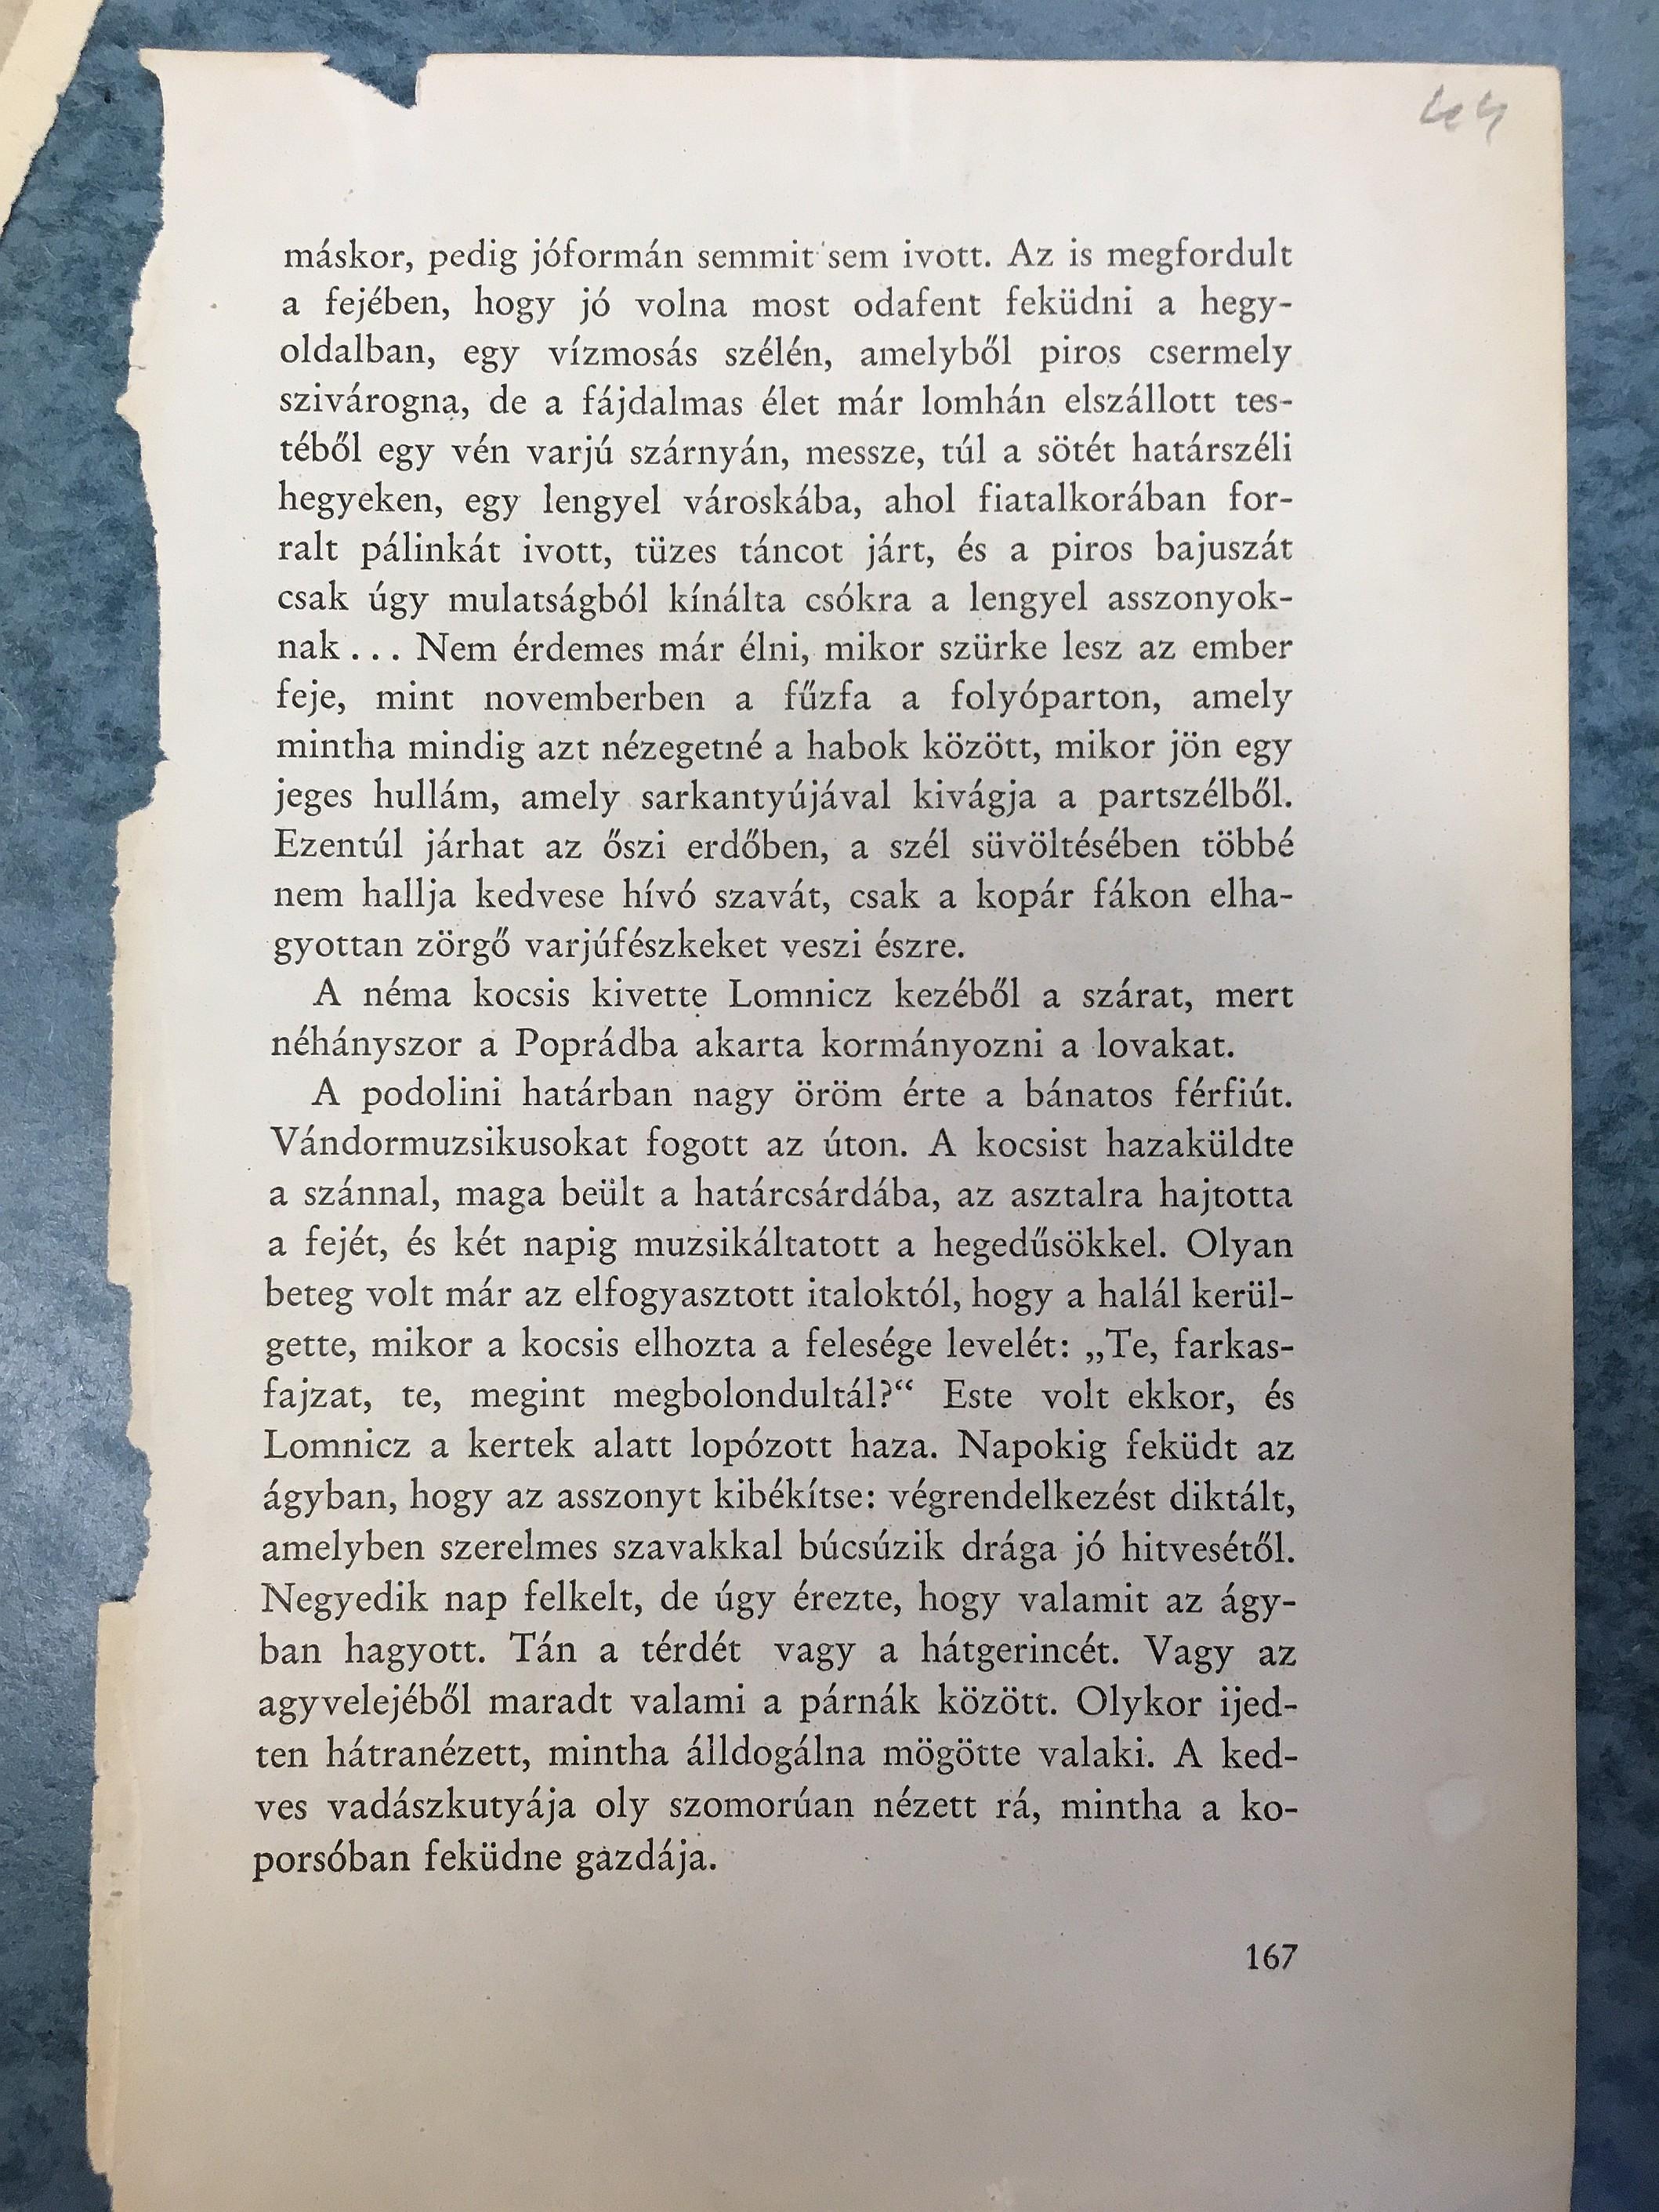 44
máskor, pedig jóformán semmit sem ivott. Az is megfordult
a fejében, hogy jó volna most odafent feküdni a hegy-
oldalban, egy vízmosás szélén, amelyből piros csermely
szivárogna, de a fájdalmas élet már lomhán elszállott tes-
téből egy vén varjú szárnyán, messze, túl a sötét határszéli
hegyeken, egy lengyel városkába, ahol fiatalkorában for-
ralt pálinkát ivott, tüzes táncot járt, és a piros bajuszát
csak úgy mulatságból kínálta csókra a lengyel asszonyok-
nak... Nem érdemes már élni, mikor szürke lesz az ember
feje, mint novemberben a fűzfa a folyóparton, amely
mintha mindig azt nézegetné a habok között, mikor jön egy
jeges hullám, amely sarkantyújával kivágja a partszélből.
Ezentúl járhat az őszi erdőben, a szél süvöltésében többé
nem hallja kedvese hívó szavát, csak a kopár fákon elha-
gyottan zörgő varjúfészkeket veszi észre.
A néma kocsis kivette Lomnicz kezéből a szárat, mert
néhányszor a Poprádba akarta kormányozni a lovakat.
A podolini határban nagy öröm érte a bánatos férfiút.
Vándormuzsikusokat fogott az úton. A kocsist hazaküldte
a szánnal, maga beült a határcsárdába, az asztalra hajtotta
a fejét, és két napig muzsikáltatott a hegedűsökkel. Olyan
beteg volt már az elfogyasztott italoktól, hogy a halál kerül-
gette, mikor a kocsis elhozta a felesége levelét: „Te, farkas-
fajzat, te, megint megbolondultál?“ Este volt ekkor, és
Lomnicz a kertek alatt lopózott haza. Napokig feküdt az
ágyban, hogy az asszonyt kibékítse: végrendelkezést diktált,
amelyben szerelmes szavakkal búcsúzik drága jó hitvesétől.
Negyedik nap felkelt, de úgy érezte, hogy valamit az ágy-
ban hagyott. Tán a térdét vagy a hátgerincét. Vagy az
agyvelejéből maradt valami a párnák között. Olykor ijed-
ten hátranézett, mintha álldogálna mögötte valaki. A ked-
ves vadászkutyája oly szomorúan nézett rá, mintha a ko-
porsóban feküdne gazdája.
167